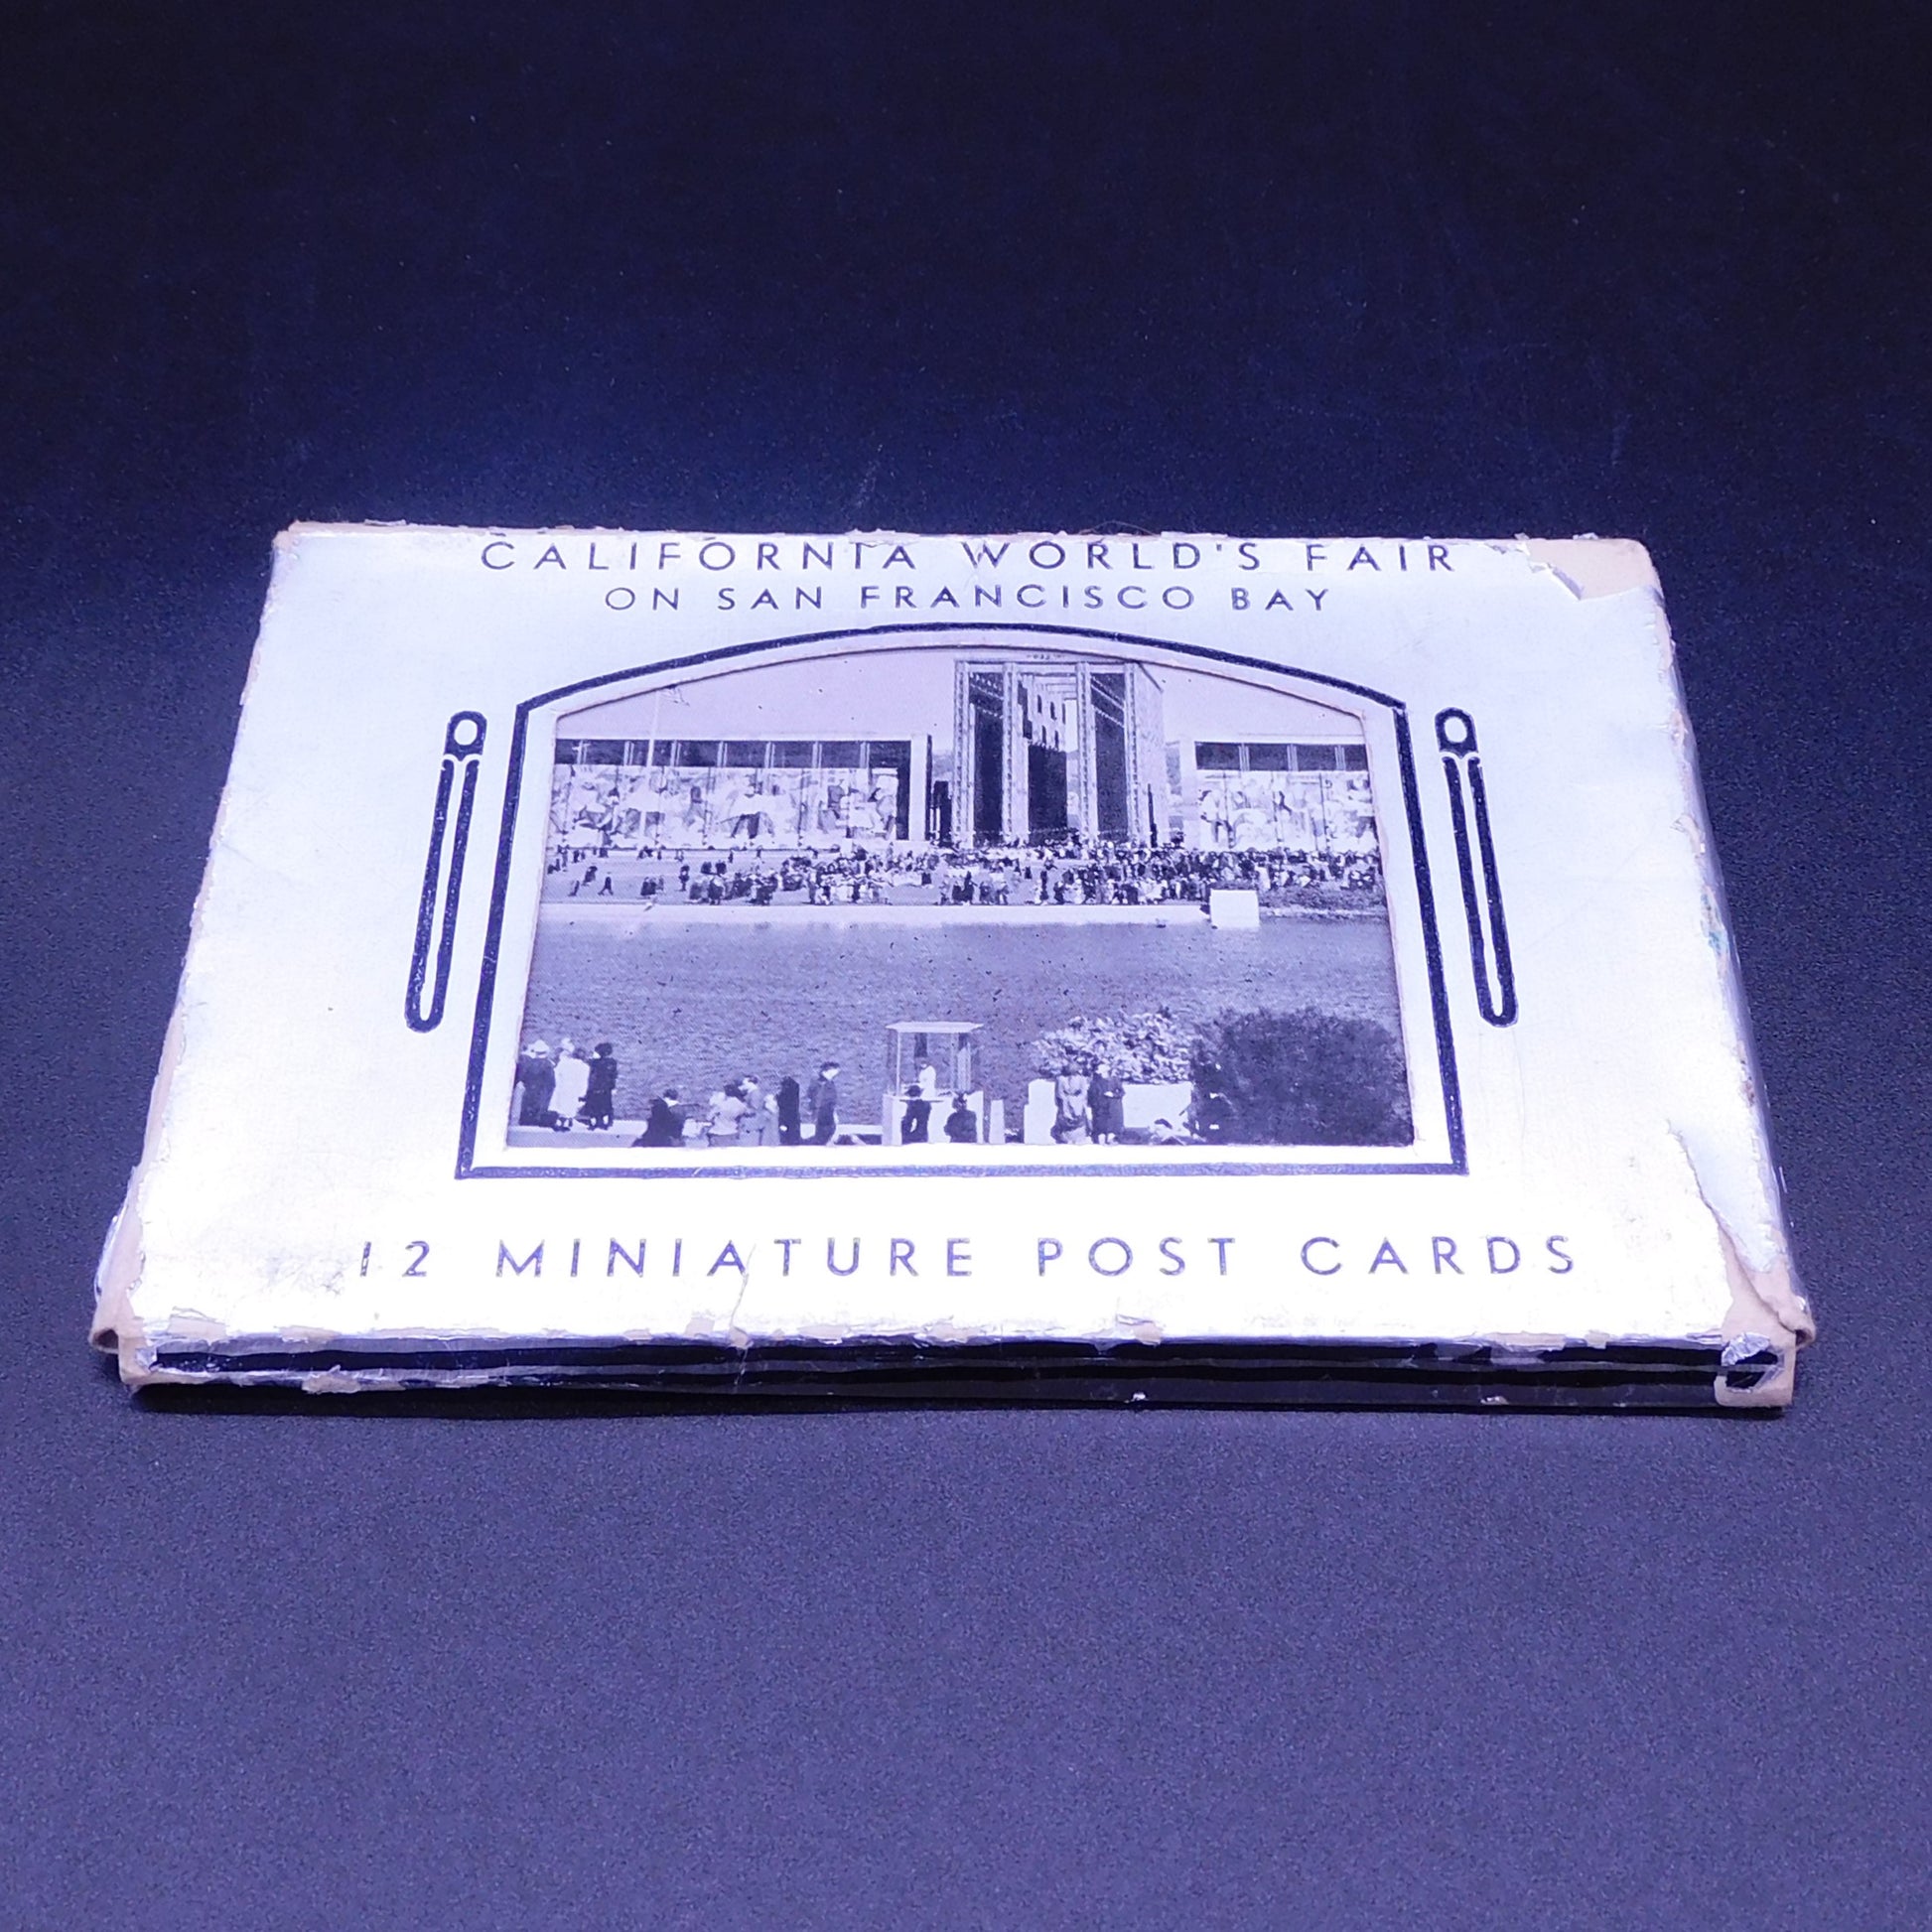 CALIFORNIA WORLD'S FAIR
ON SAN FRANCISCO BAY
12 MINIATURE POST CARDS